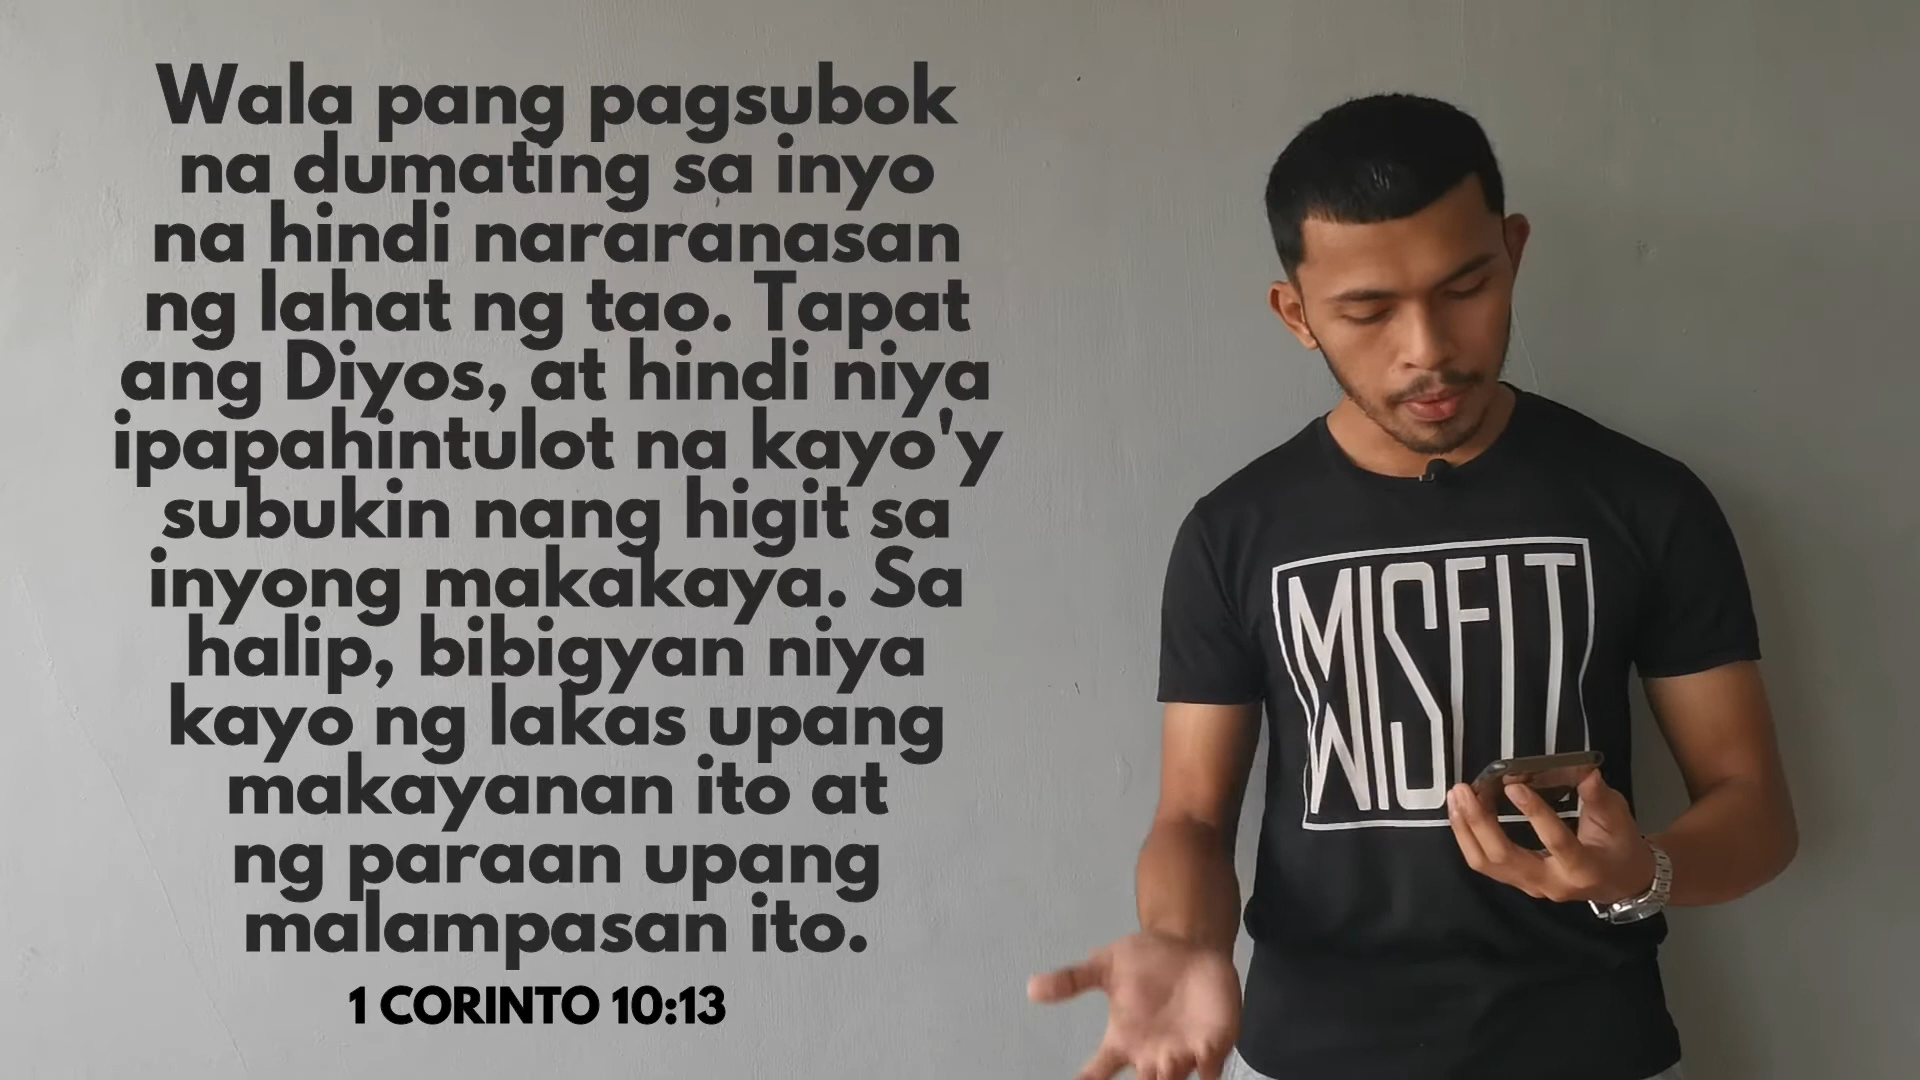 Wala pang pagsubok
na dumating sa inyo
na hindi nararanasan
ng lahat ng tao. Tapat
ang Diyos, at hindi niya
ipapahintulot na kayo'y
subukin nang higit sa
inyong makakaya. Sa
halip, bibigyan niya
kayo ng lakas upang
makayanan ito at
ng paraan upang
malampasan ito.
1 CORINTO 10:13
MISFIT